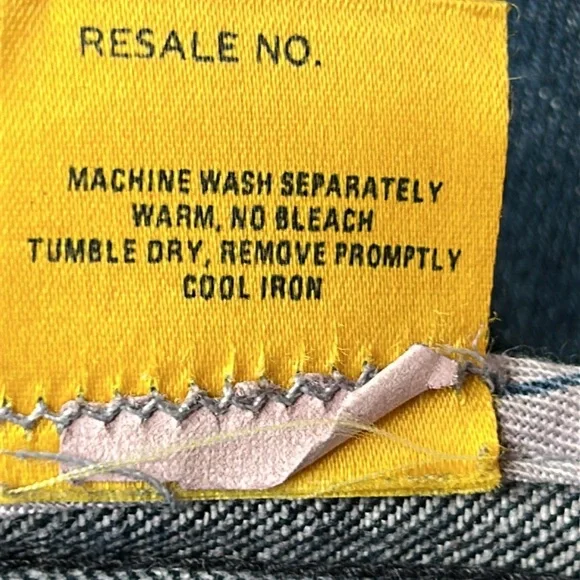 RESALE NO.
MACHINE WASH SEPARATELY
WARM, NO BLEACH
TUMBLE DRY, REMOVE PROMPTLY
COOL IRON